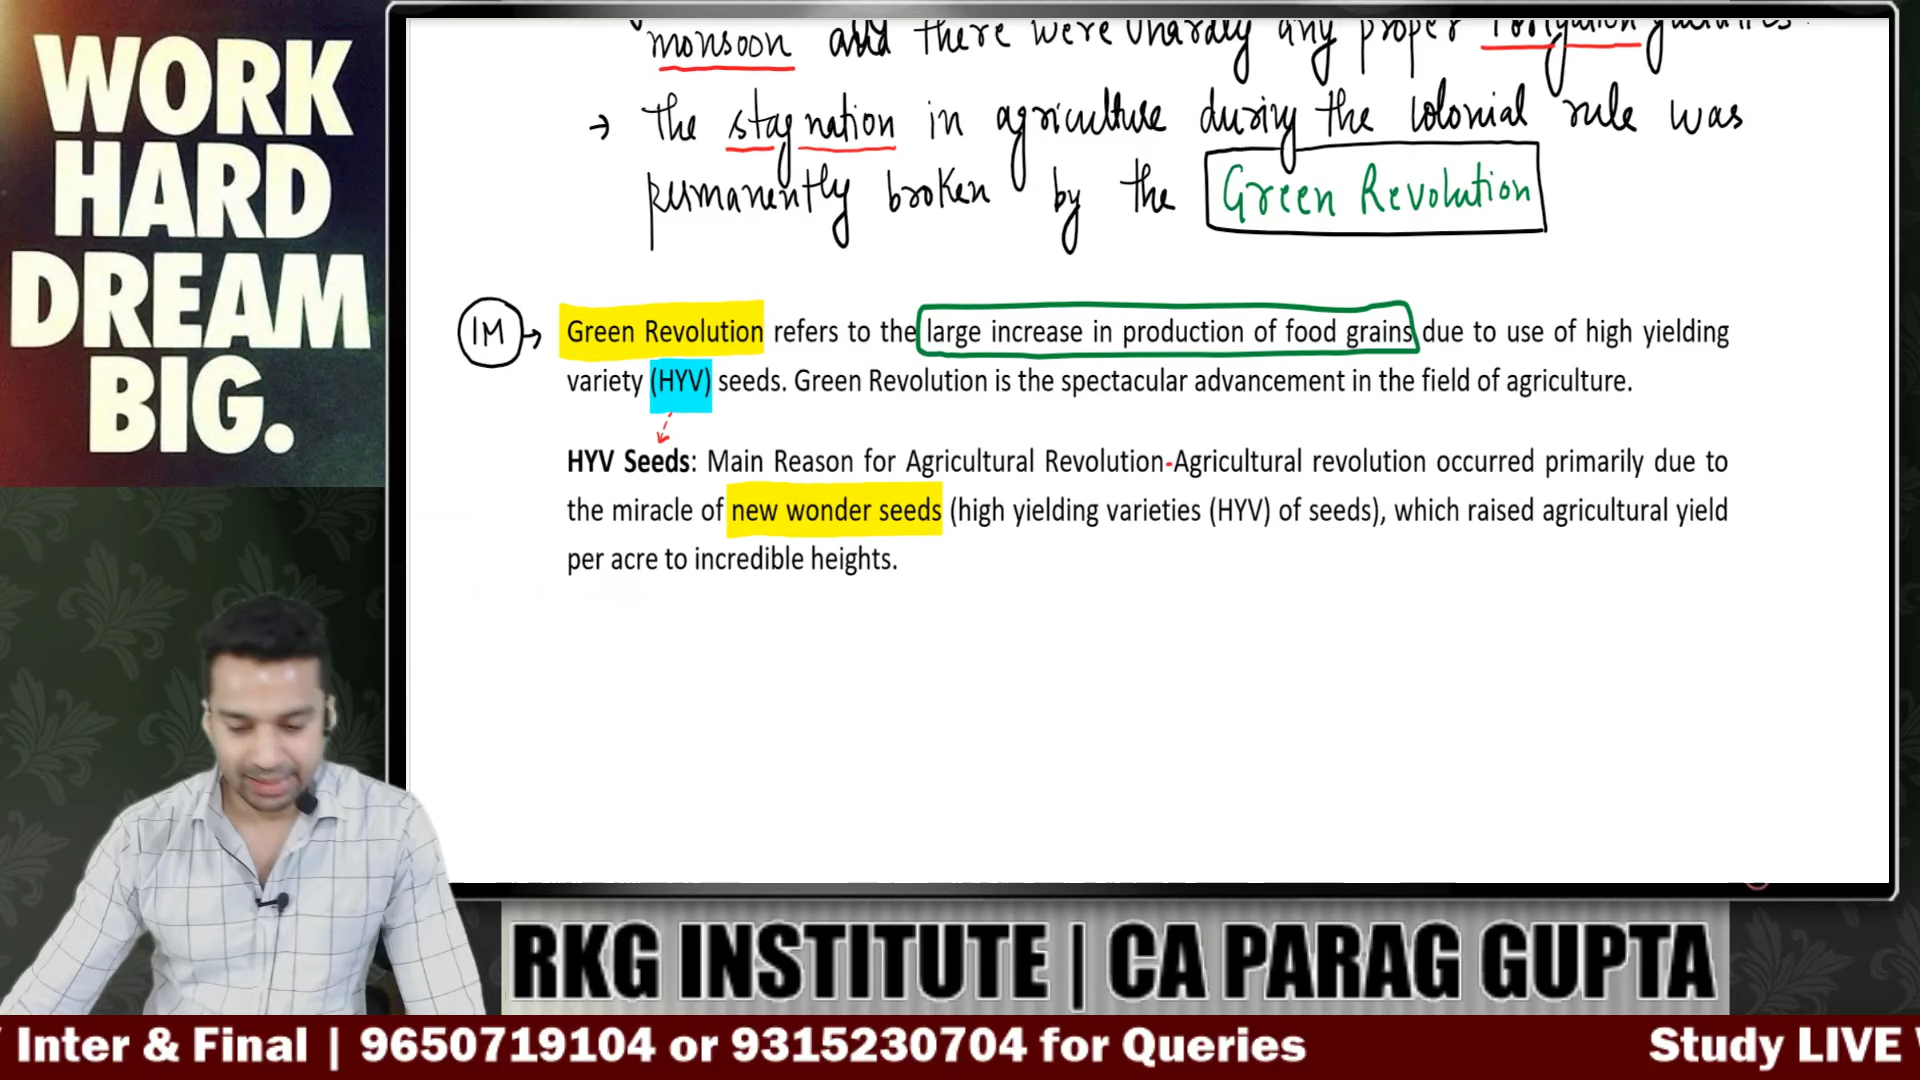 WORK
HARD
DREAM
BIG.
monsoon and there were hardly any proper
→ The stagnation in agriculture during the colonial rule was
permanently broken by the Green Revolution
1M → Green Revolution refers to the large increase in production of food grains due to use of high yielding
variety (HYV) seeds. Green Revolution is the spectacular advancement in the field of agriculture.
HYV Seeds: Main Reason for Agricultural Revolution-Agricultural revolution occurred primarily due to
the miracle of new wonder seeds (high yielding varieties (HYV) of seeds), which raised agricultural yield
per acre to incredible heights.
RKG INSTITUTE | CA PARAG GUPTA
Inter & Final | 9650719104 or 9315230704 for Queries Study LIVE